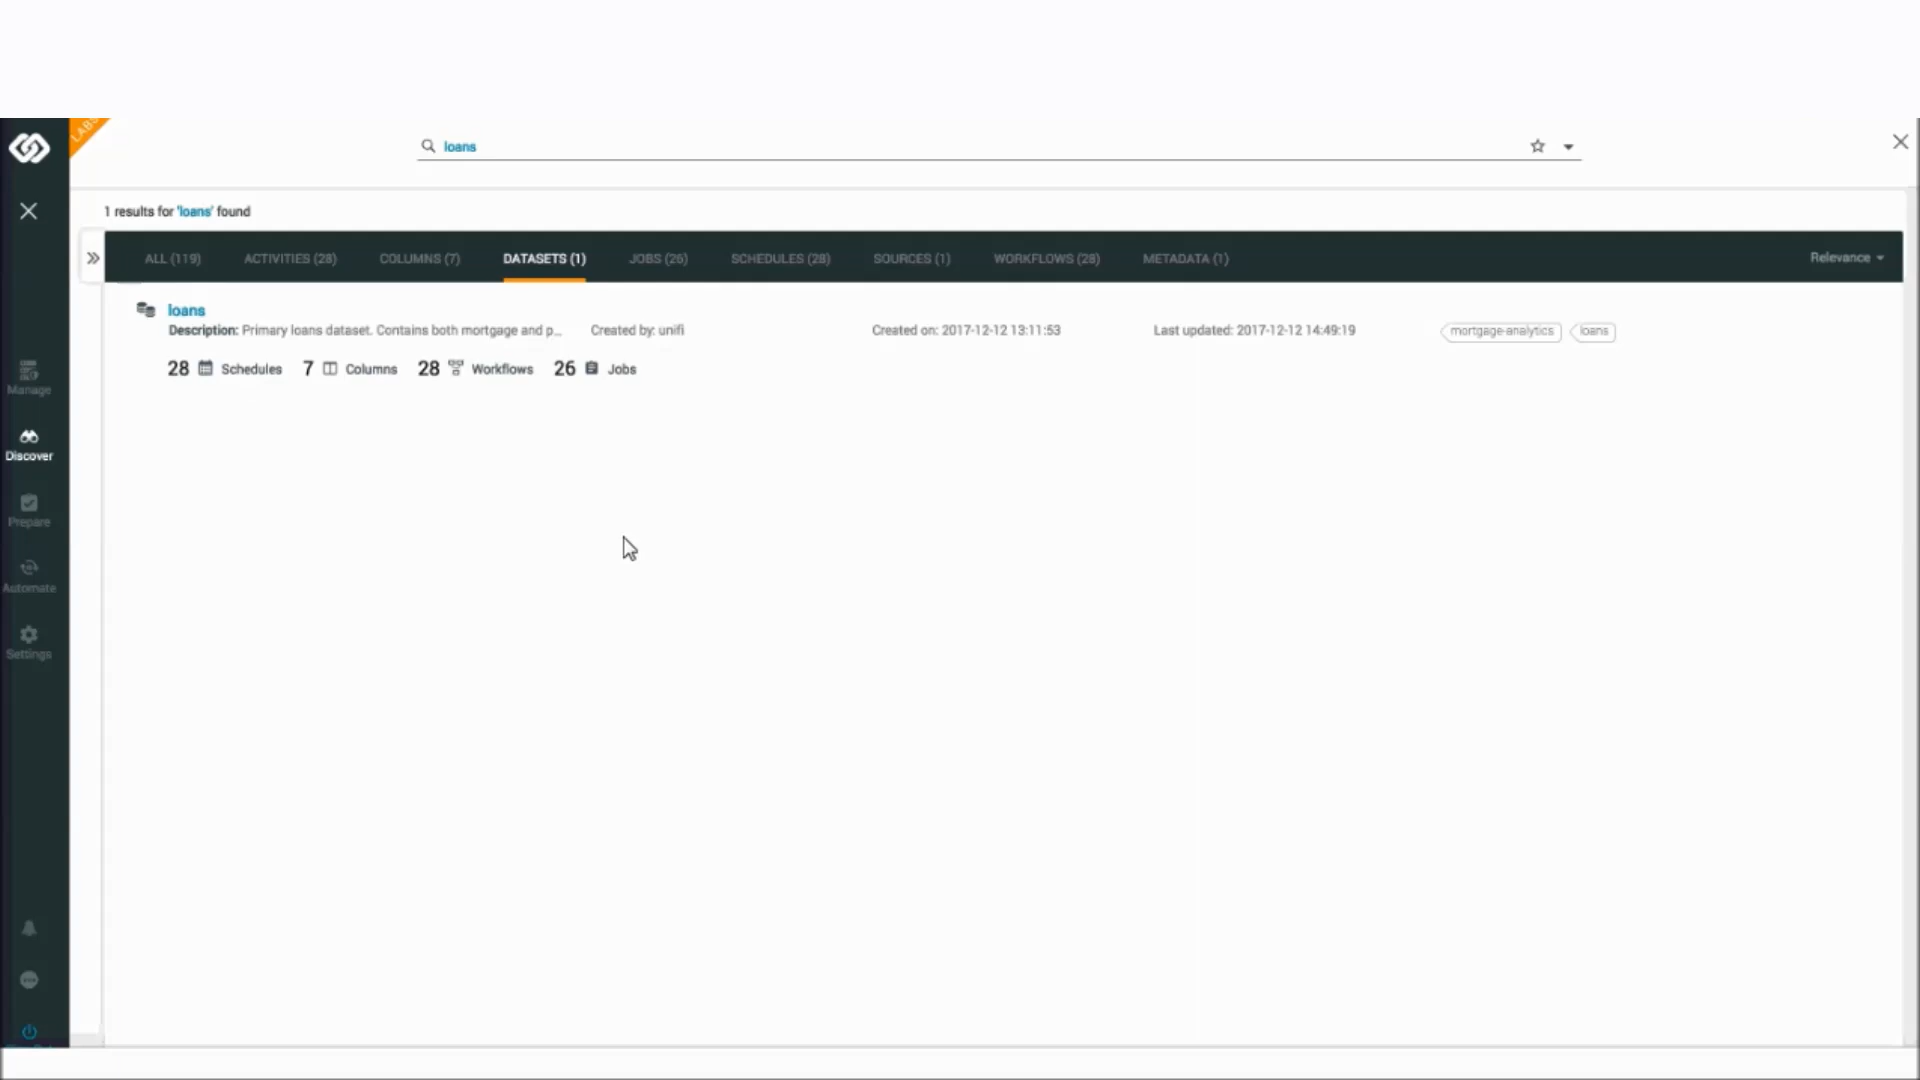 LABS
loans
1 results for 'loans' found
ALL (119) ACTIVITIES (28) COLUMNS (7) DATASETS (1) JOBS (26) SCHEDULES (28) SOURCES (1) WORKFLOWS (28) METADATA (1) Relevance
loans
Description: Primary loans dataset. Contains both mortgage and p... Created by: unifi Created on: 2017-12-12 13:11:53 Last updated: 2017-12-12 14:49:19 mortgage-analytics loans
28 Schedules 7 Columns 28 Workflows 26 Jobs
Manage
Discover
Prepare
Automate
Settings